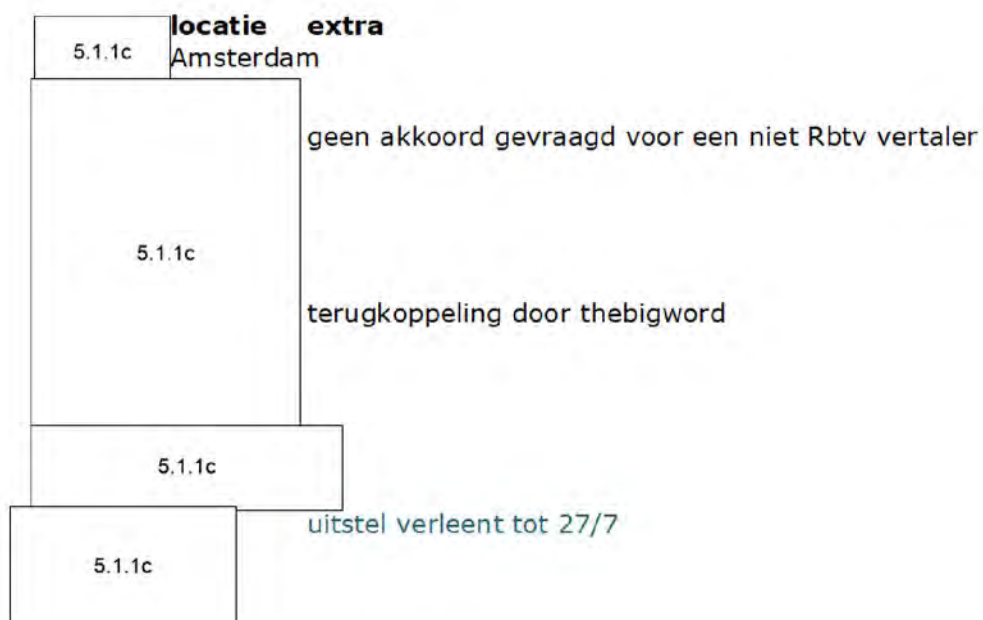 locatie extra
5.1.1c
Amsterdam
geen akkoord gevraagd voor een niet Rbtv vertaler
5.1.1c
terugkoppeling door thebigword
5.1.1c
uitstel verleent tot 27/7
5.1.1c